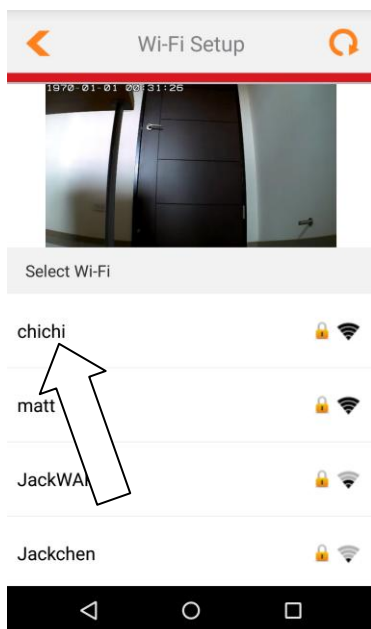 Wi-Fi Setup
1970-01-01 00:31:26
Select Wi-Fi
chichi
matt
Jackchen